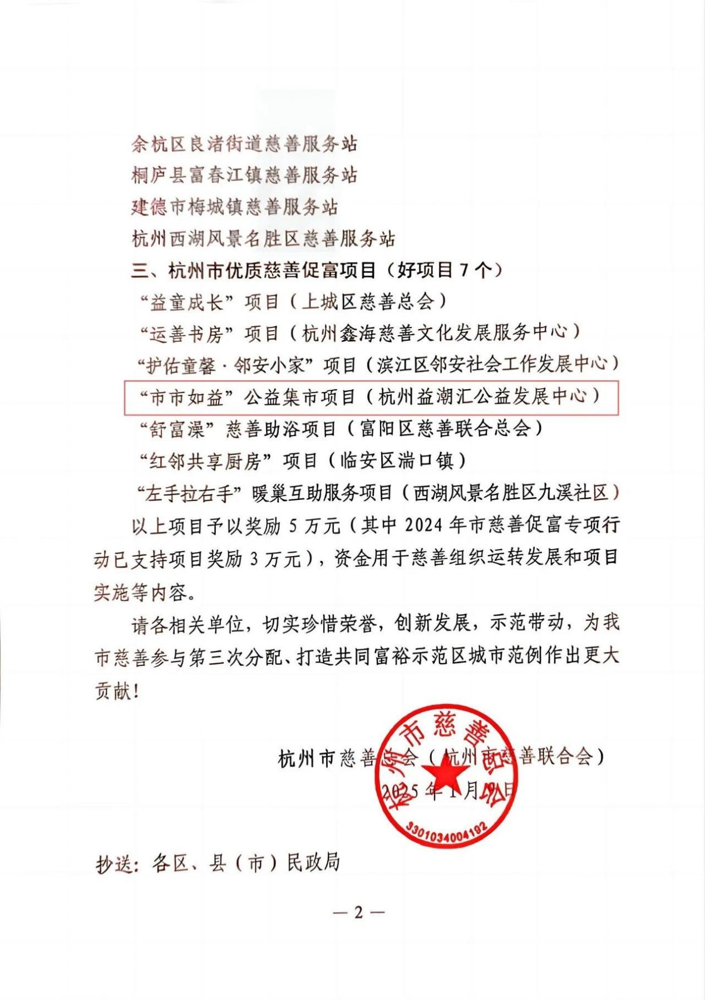 余杭区良渚街道慈善服务站
桐庐县富春江镇慈善服务站
建德市梅城镇慈善服务站
杭州西湖风景名胜区慈善服务站
三、杭州市优质慈善促富项目（好项目7个）
“益童成长”项目（上城区慈善总会）
“运善书房”项目（杭州鑫海慈善文化发展服务中心）
“护佑童馨·邻安小家”项目（滨江区邻安社会工作发展中心）
“市市如益”公益集市项目（杭州益潮汇公益发展中心）
“舒富澡”慈善助浴项目（富阳区慈善联合总会）
“红邻共享厨房”项目（临安区湍口镇）
“左手拉右手”暖巢互助服务项目（西湖风景名胜区九溪社区）
以上项目予以奖励5万元（其中2024年市慈善促富专项行
动已支持项目奖励3万元），资金用于慈善组织运转发展和项目
实施等内容。
请各相关单位，切实珍惜荣誉，创新发展，示范带动，为我
市慈善参与第三次分配、打造共同富裕示范区城市范例作出更大
贡献！
杭州市慈善总会（杭州市慈善联合会）
2025年1月9日
杭州市慈善总会
3301034004192
抄送：各区、县（市）民政局
— 2 —